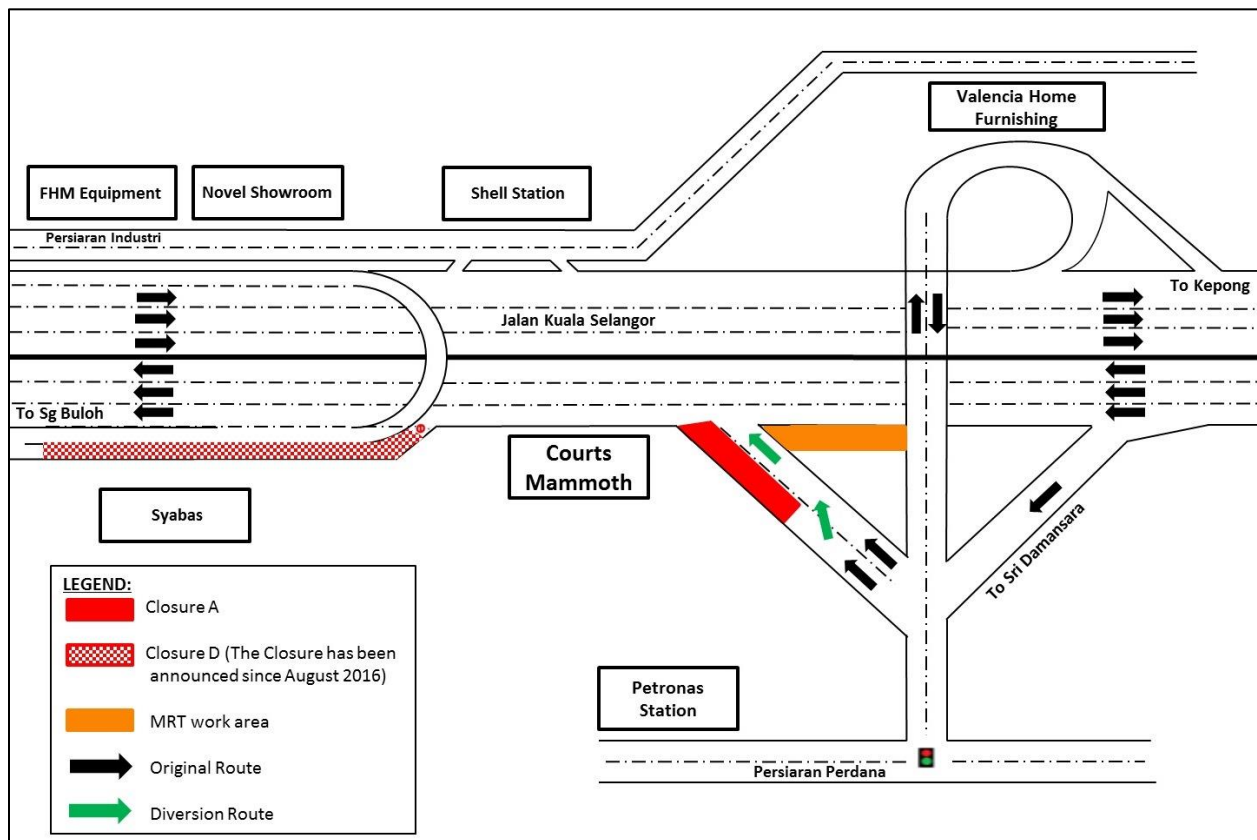 Valencia Home
Furnishing
FHM Equipment
Novel Showroom
Shell Station
Persiaran Industri
To Kepong
Jalan Kuala Selangor
To Sg Buloh
Courts
Mammoth
Syabas
To Sri Damansara
LEGEND:
Closure A
Closure D (The Closure has been
announced since August 2016)
MRT work area
Original Route
Diversion Route
Petronas
Station
Persiaran Perdana